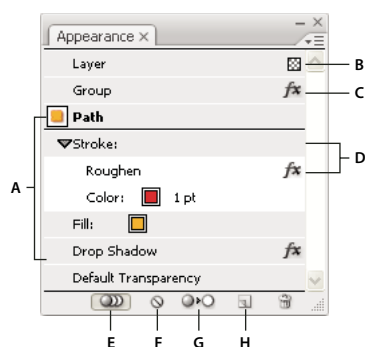 Appearance ×
Layer
B
Group
fx
C
Path
A
Stroke:
D
Roughen
fx
Color: 1 pt
Fill:
Drop Shadow
fx
Default Transparency
E F G H